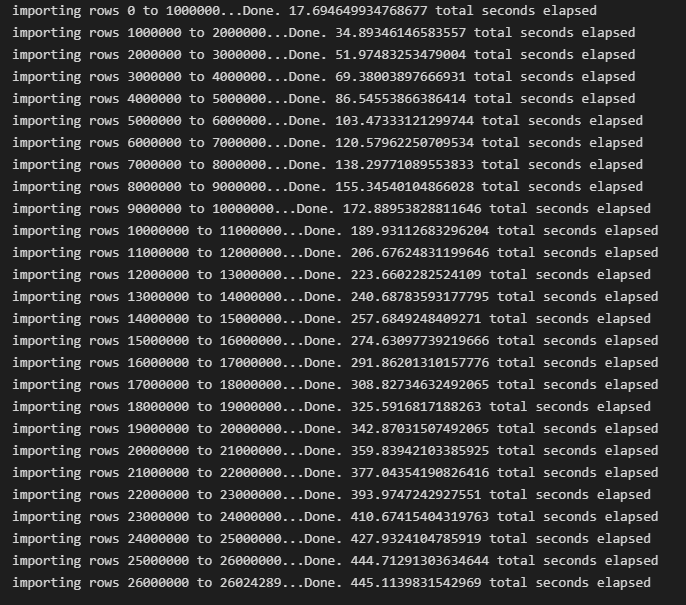 importing rows 0 to 1000000...Done. 17.694649934768677 total seconds elapsed
importing rows 1000000 to 2000000...Done. 34.89346146583557 total seconds elapsed
importing rows 2000000 to 3000000...Done. 51.97483253479004 total seconds elapsed
importing rows 3000000 to 4000000...Done. 69.38003897666931 total seconds elapsed
importing rows 4000000 to 5000000...Done. 86.54553866386414 total seconds elapsed
importing rows 5000000 to 6000000...Done. 103.47333121299744 total seconds elapsed
importing rows 6000000 to 7000000...Done. 120.57962250709534 total seconds elapsed
importing rows 7000000 to 8000000...Done. 138.29771089553833 total seconds elapsed
importing rows 8000000 to 9000000...Done. 155.34540104866028 total seconds elapsed
importing rows 9000000 to 10000000...Done. 172.88953828811646 total seconds elapsed
importing rows 10000000 to 11000000...Done. 189.93112683296204 total seconds elapsed
importing rows 11000000 to 12000000...Done. 206.67624831199646 total seconds elapsed
importing rows 12000000 to 13000000...Done. 223.6602282524109 total seconds elapsed
importing rows 13000000 to 14000000...Done. 240.68783593177795 total seconds elapsed
importing rows 14000000 to 15000000...Done. 257.6849248409271 total seconds elapsed
importing rows 15000000 to 16000000...Done. 274.63097739219666 total seconds elapsed
importing rows 16000000 to 17000000...Done. 291.86201310157776 total seconds elapsed
importing rows 17000000 to 18000000...Done. 308.82734632492065 total seconds elapsed
importing rows 18000000 to 19000000...Done. 325.5916817188263 total seconds elapsed
importing rows 19000000 to 20000000...Done. 342.87031507492065 total seconds elapsed
importing rows 20000000 to 21000000...Done. 359.83942103385925 total seconds elapsed
importing rows 21000000 to 22000000...Done. 377.04354190826416 total seconds elapsed
importing rows 22000000 to 23000000...Done. 393.9747242927551 total seconds elapsed
importing rows 23000000 to 24000000...Done. 410.67415404319763 total seconds elapsed
importing rows 24000000 to 25000000...Done. 427.9324104785919 total seconds elapsed
importing rows 25000000 to 26000000...Done. 444.71291303634644 total seconds elapsed
importing rows 26000000 to 26024289...Done. 445.1139831542969 total seconds elapsed